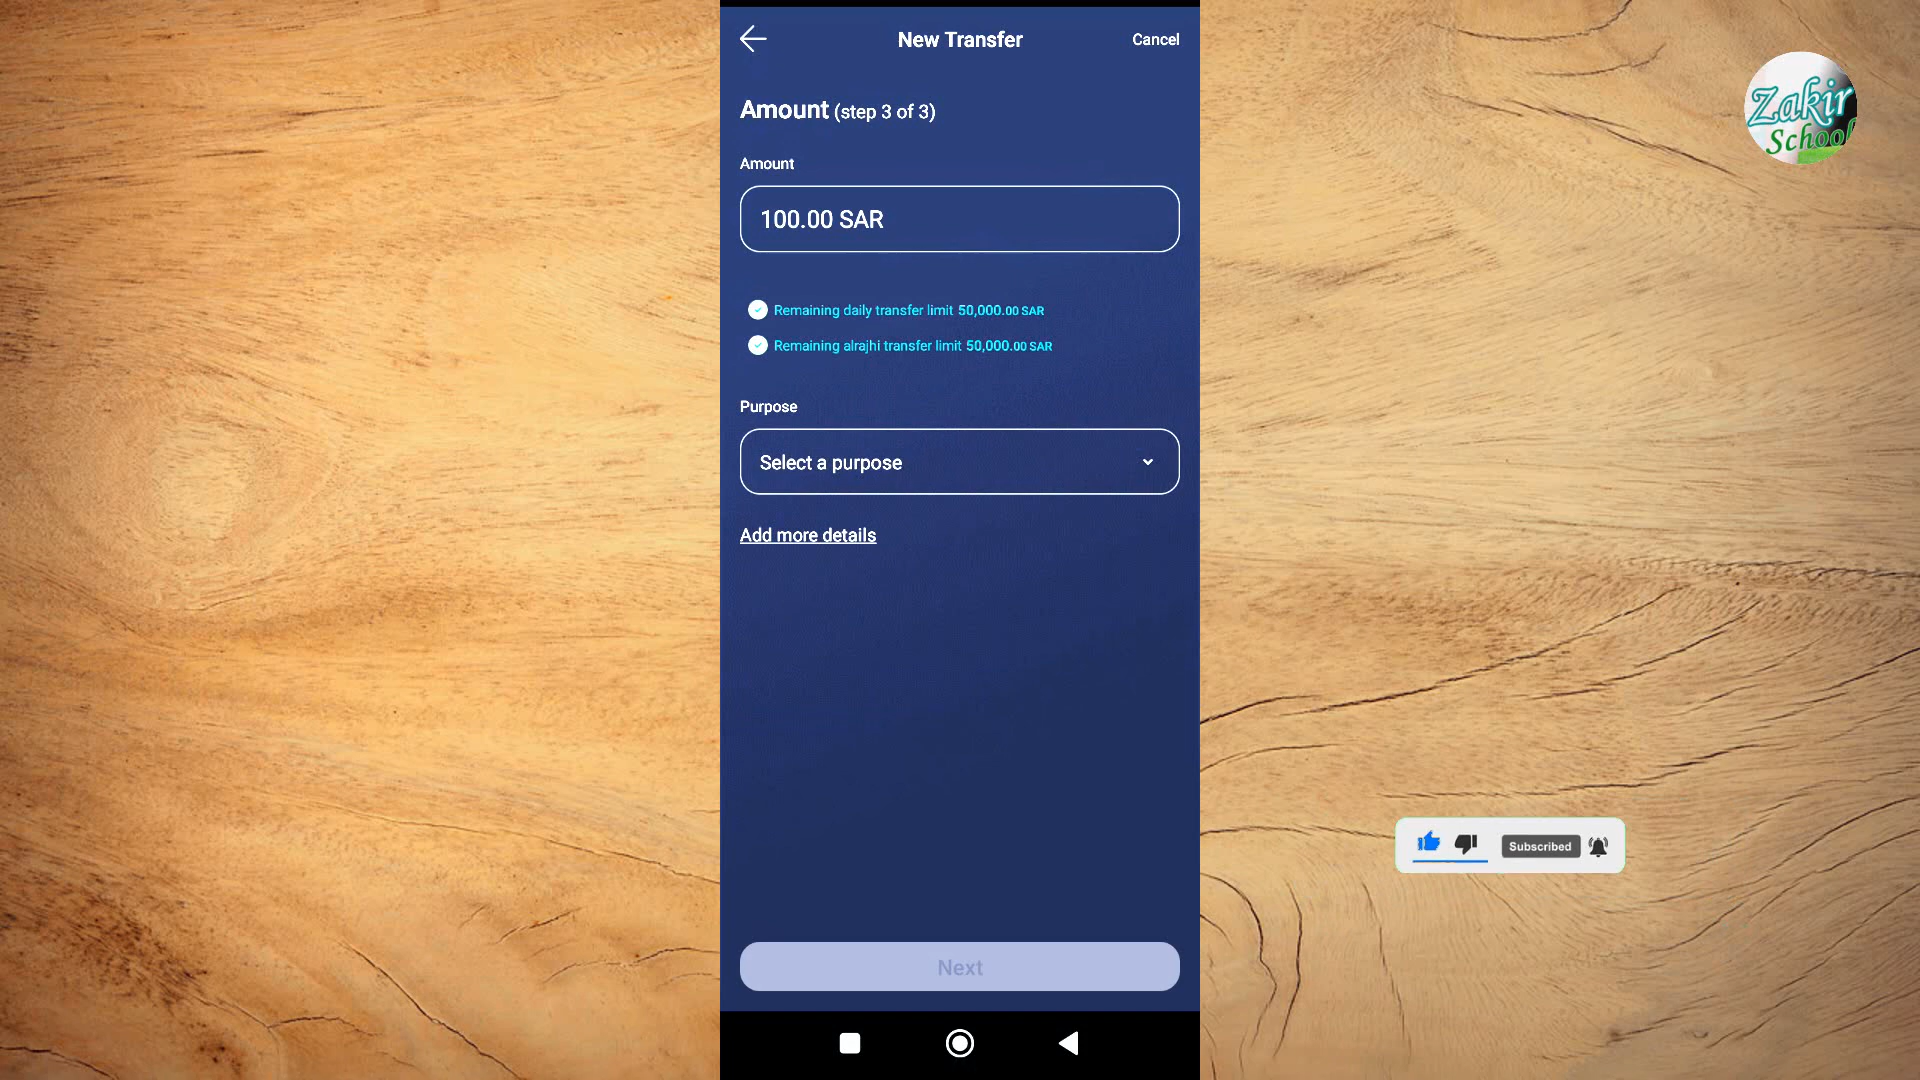 New Transfer
Cancel
Amount (step 3 of 3)
Amount
100.00 SAR
Remaining daily transfer limit 50,000.00 SAR
Remaining alrajhi transfer limit 50,000.00 SAR
Purpose
Select a purpose
Add more details
Next
Zakir
School
Subscribed